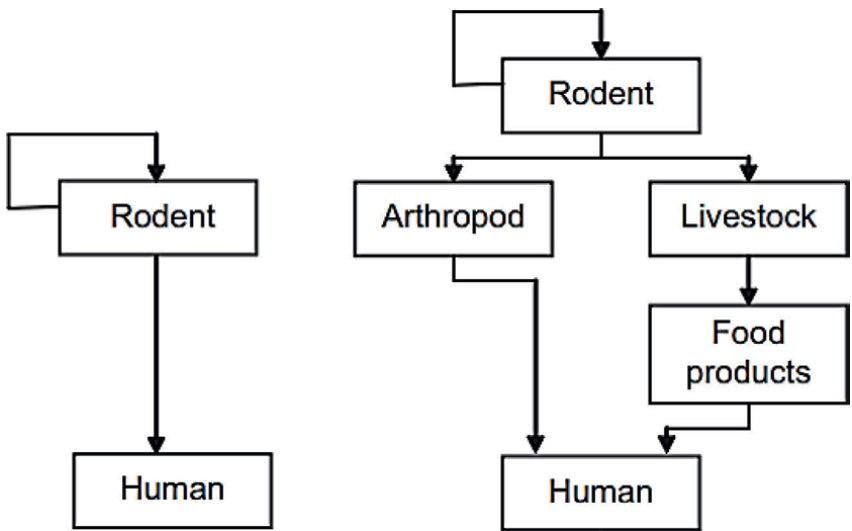 Rodent
Human
Rodent
Arthropod
Livestock
Food
products
Human